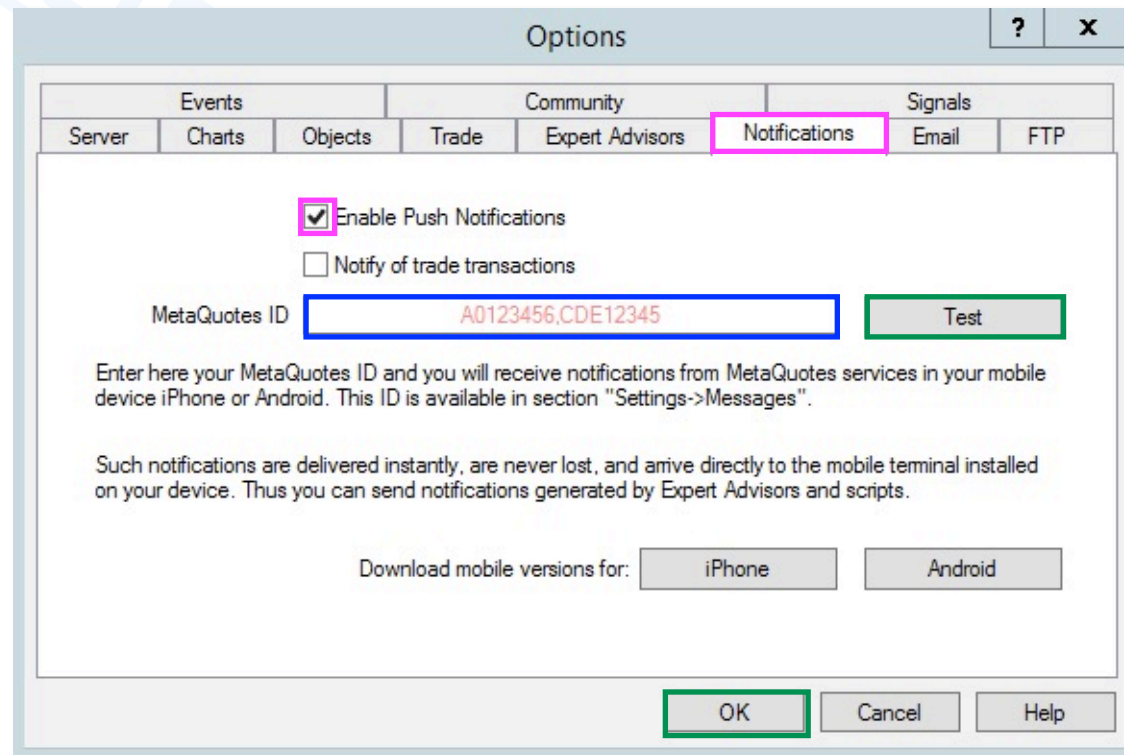 Options
? x
Events Community Signals
Server Charts Objects Trade Expert Advisors Notifications Email FTP
Enable Push Notifications
Notify of trade transactions
MetaQuotes ID A0123456,CDE12345 Test
Enter here your MetaQuotes ID and you will receive notifications from MetaQuotes services in your mobile
device iPhone or Android. This ID is available in section "Settings->Messages".
Such notifications are delivered instantly, are never lost, and arrive directly to the mobile terminal installed
on your device. Thus you can send notifications generated by Expert Advisors and scripts.
Download mobile versions for: iPhone Android
OK Cancel Help